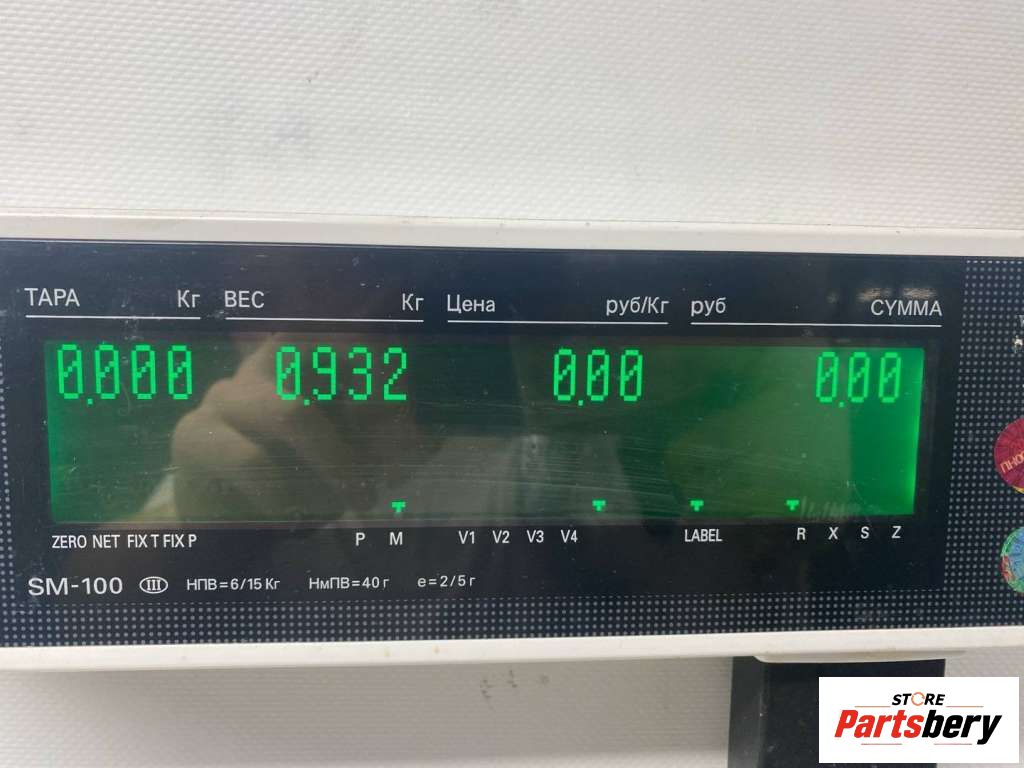 ТАРА Кг ВЕС Кг Цена руб/Кг руб СУММА
0.000 0.932 0.00 0.00
ZERO NET FIX T FIX P P M V1 V2 V3 V4 LABEL R X S Z
SM-100 III НПВ=6/15 Кг НмПВ=40 г e=2/5 г
STORE
Partsbery